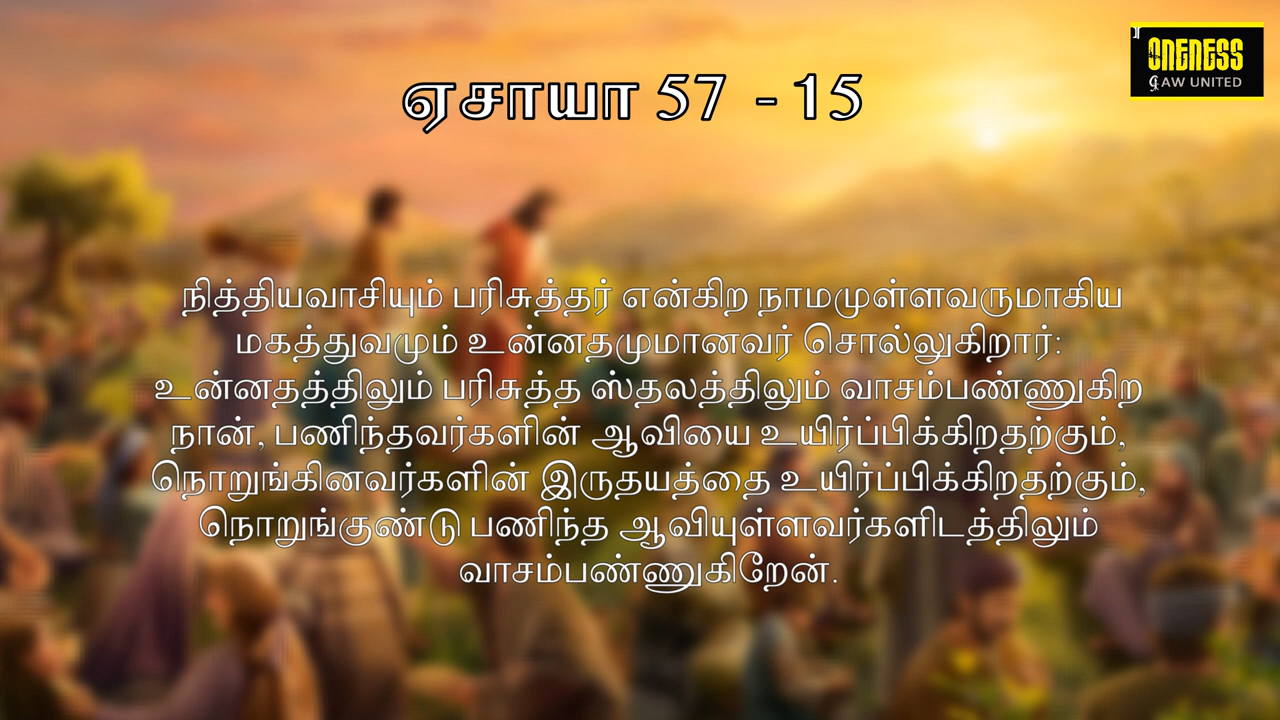 ONENESS
LAW UNITED
ஏசாயா 57 - 15
நித்தியவாசியும் பரிசுத்தர் என்கிற நாமமுள்ளவருமாகிய
மகத்துவமும் உன்னதமுமானவர் சொல்லுகிறார்:
உன்னதத்திலும் பரிசுத்த ஸ்தலத்திலும் வாசம்பண்ணுகிற
நான், பணிந்தவர்களின் ஆவியை உயிர்ப்பிக்கிறதற்கும்,
நொறுங்கினவர்களின் இருதயத்தை உயிர்ப்பிக்கிறதற்கும்,
நொறுங்குண்டு பணிந்த ஆவியுள்ளவர்களிடத்திலும்
வாசம்பண்ணுகிறேன்.